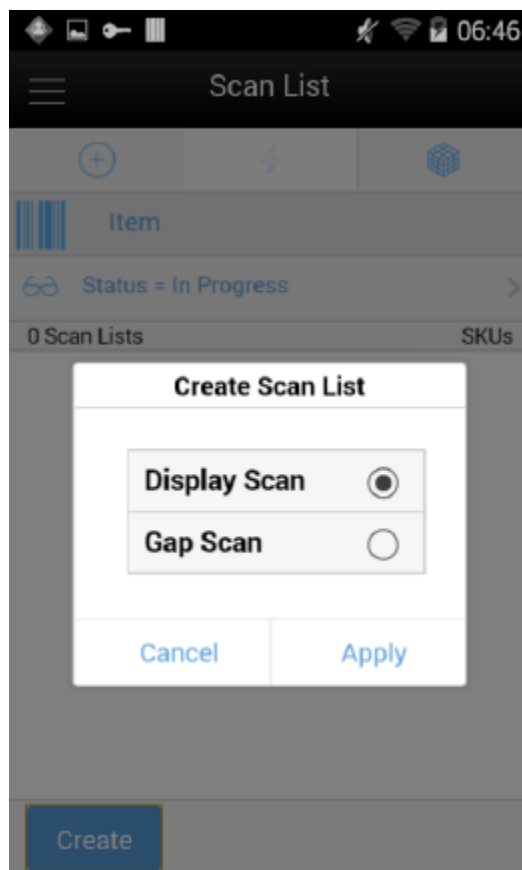 06:46
Scan List
Item
Status = In Progress
0 Scan Lists SKUs
Create Scan List
Display Scan
Gap Scan
Cancel Apply
Create